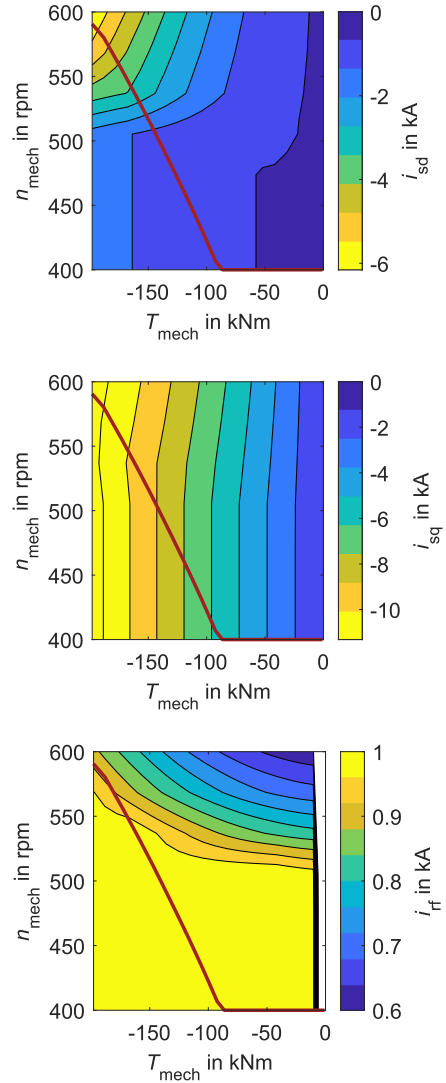 600
550
500
450
400
n_mech in rpm
-150 -100 -50 0
T_mech in kNm
0
-2
-4
-6
i_sd in kA
600
550
500
450
400
n_mech in rpm
-150 -100 -50 0
T_mech in kNm
0
-2
-4
-6
-8
-10
i_sq in kA
600
550
500
450
400
n_mech in rpm
-150 -100 -50 0
T_mech in kNm
1
0.9
0.8
0.7
0.6
i_rf in kA